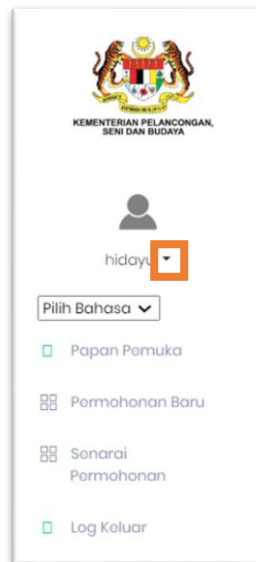 KEMENTERIAN PELANCONGAN,
SENI DAN BUDAYA
hidayu
Pilih Bahasa
Papan Pemuka
Permohonan Baru
Senarai
Permohonan
Log Keluar